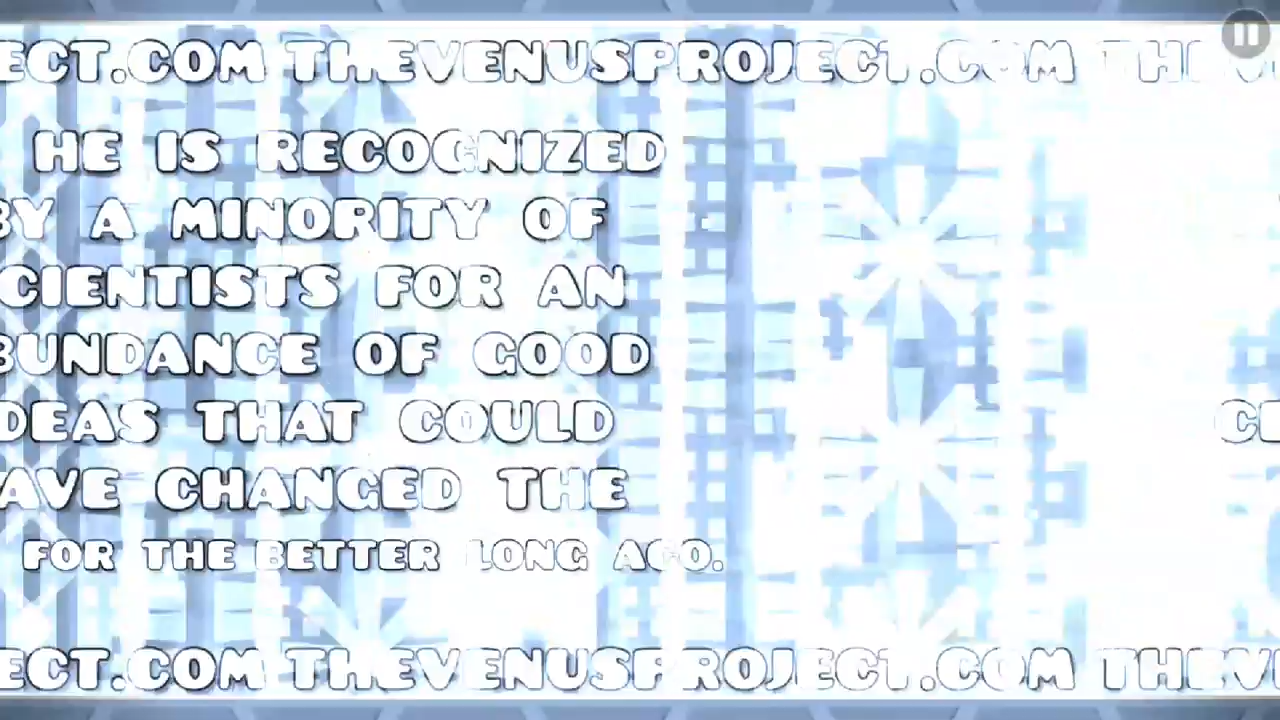 ECT.COM THEVENUSPROJECT.COM THEV
HE IS RECOGNIZED
BY A MINORITY OF
CIENTISTS FOR AN
BUNDANCE OF GOOD
DEAS THAT COULD
AVE CHANGED THE
FOR THE BETTER LONG AGO.
ECT.COM THEVENUSPROJECT.COM THEV